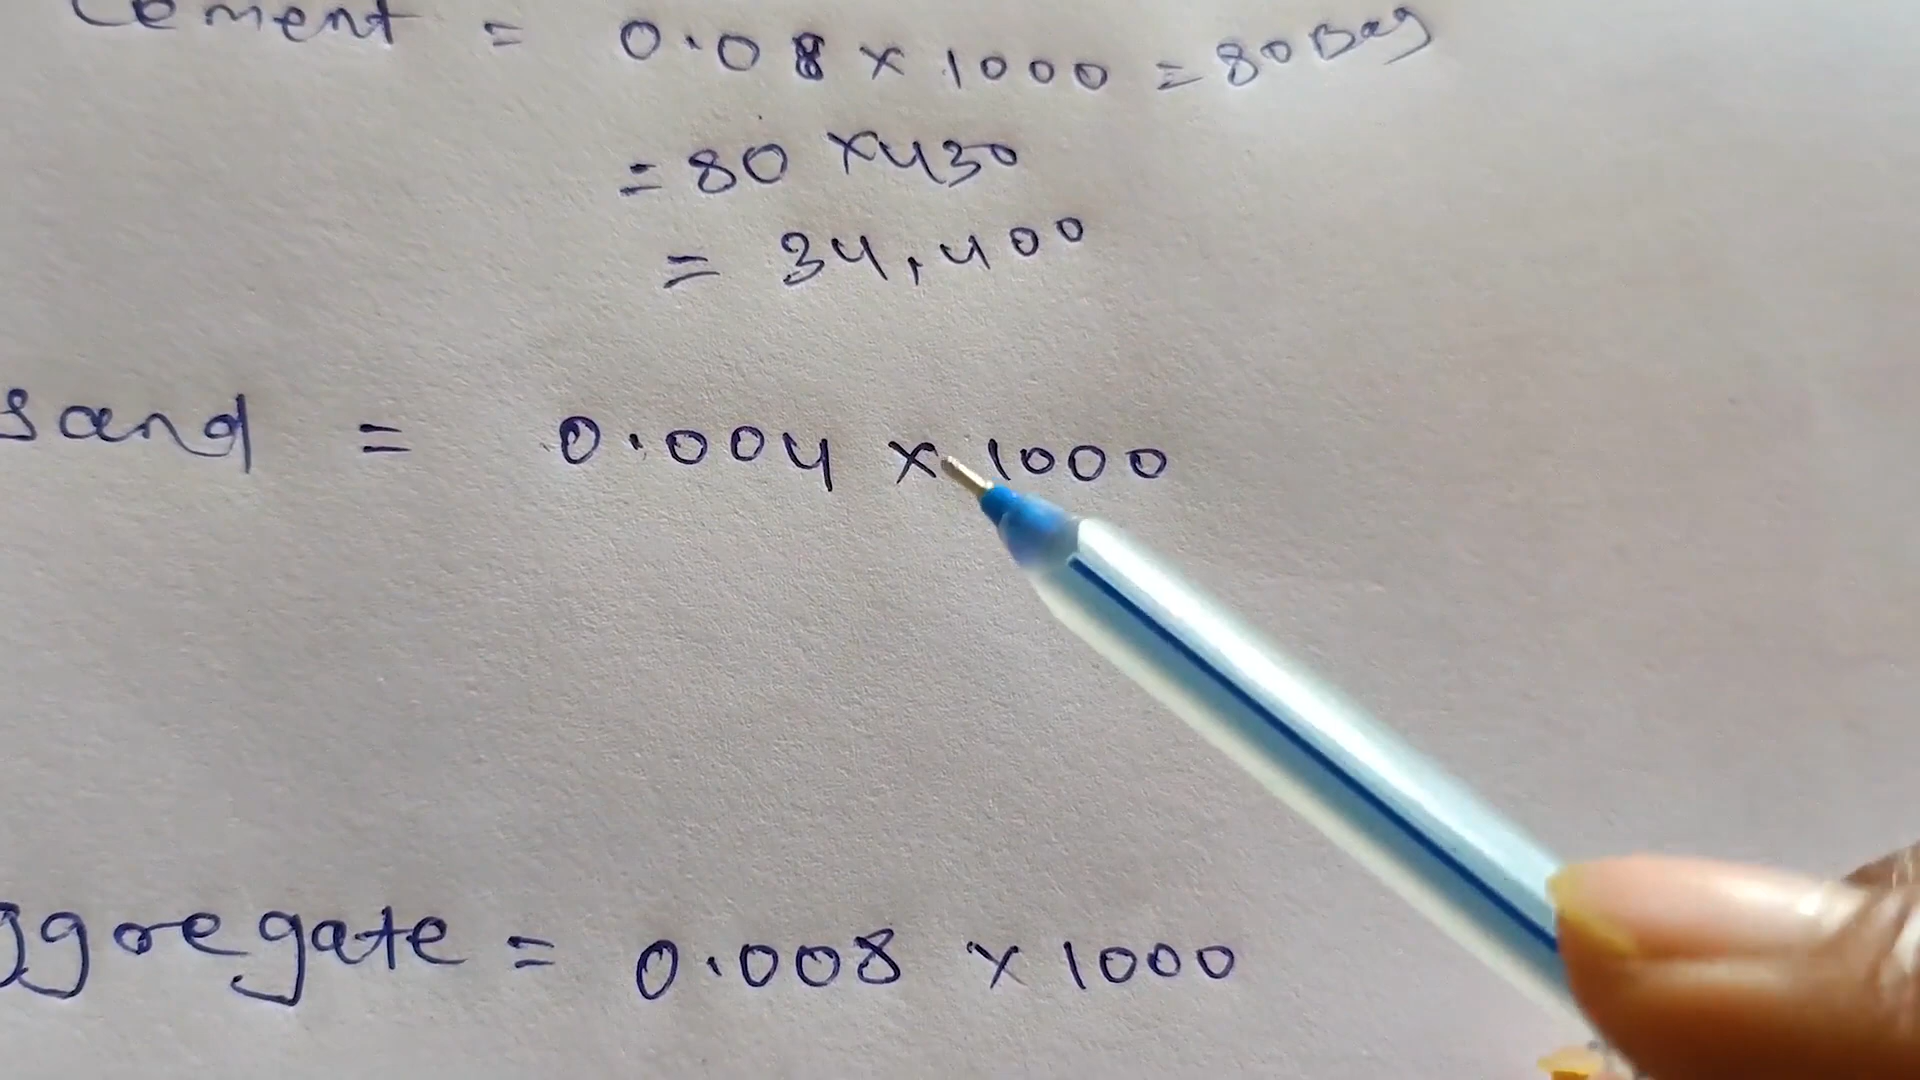 Cement = 0.08 × 1000 = 80 Bag
= 80 × 430
= 34,400
sand = 0.004 × 1000
ggregate = 0.008 × 1000